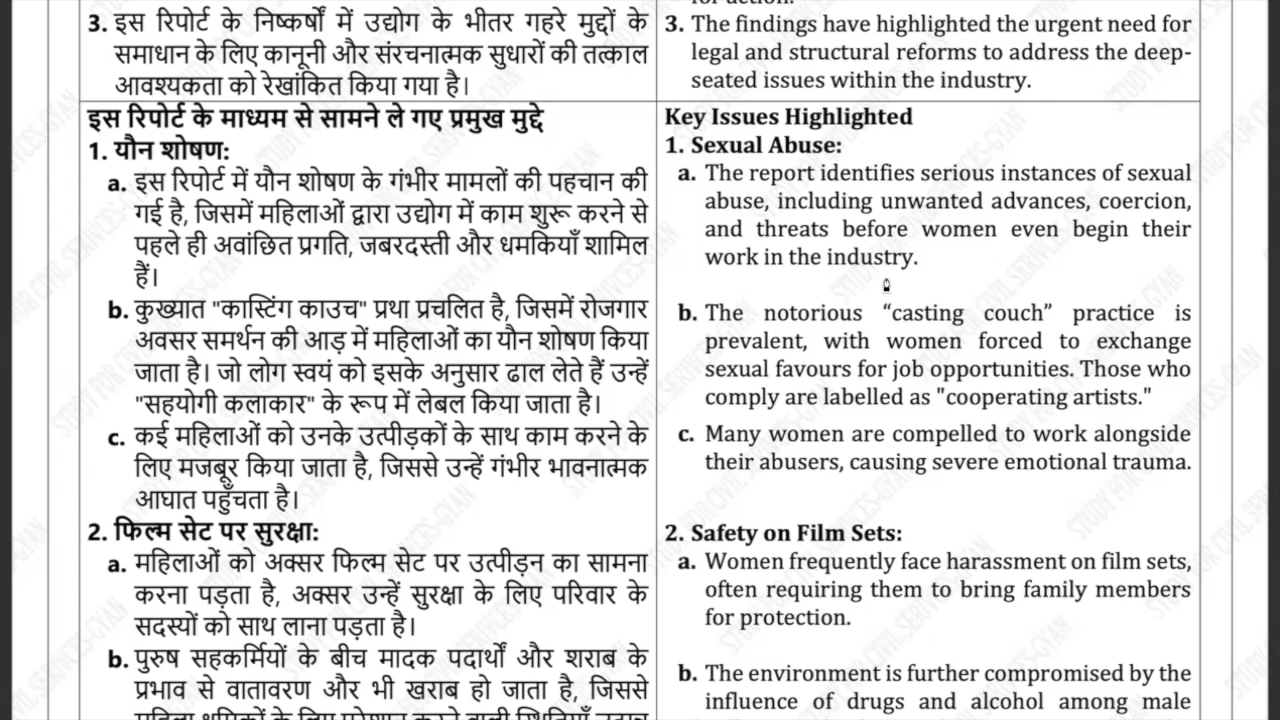 3. इस रिपोर्ट के निष्कर्षों में उद्योग के भीतर गहरे मुद्दों के
समाधान के लिए कानूनी और संरचनात्मक सुधारों की तत्काल
आवश्यकता को रेखांकित किया गया है।
इस रिपोर्ट के माध्यम से सामने ले गए प्रमुख मुद्दे
1. यौन शोषण:
a. इस रिपोर्ट में यौन शोषण के गंभीर मामलों की पहचान की
गई है, जिसमें महिलाओं द्वारा उद्योग में काम शुरू करने से
पहले ही अवांछित प्रगति, जबरदस्ती और धमकियाँ शामिल
हैं।
b. कुख्यात "कास्टिंग काउच" प्रथा प्रचलित है, जिसमें रोजगार
अवसर समर्थन की आड़ में महिलाओं का यौन शोषण किया
जाता है। जो लोग स्वयं को इसके अनुसार ढाल लेते हैं उन्हें
"सहयोगी कलाकार" के रूप में लेबल किया जाता है।
c. कई महिलाओं को उनके उत्पीड़कों के साथ काम करने के
लिए मजबूर किया जाता है, जिससे उन्हें गंभीर भावनात्मक
आघात पहुँचता है।
2. फिल्म सेट पर सुरक्षा:
a. महिलाओं को अक्सर फिल्म सेट पर उत्पीड़न का सामना
करना पड़ता है, अक्सर उन्हें सुरक्षा के लिए परिवार के
सदस्यों को साथ लाना पड़ता है।
b. पुरुष सहकर्मियों के बीच मादक पदार्थों और शराब के
प्रभाव से वातावरण और भी खराब हो जाता है, जिससे
for action.
3. The findings have highlighted the urgent need for
legal and structural reforms to address the deep-
seated issues within the industry.
Key Issues Highlighted
1. Sexual Abuse:
a. The report identifies serious instances of sexual
abuse, including unwanted advances, coercion,
and threats before women even begin their
work in the industry.
b. The notorious “casting couch” practice is
prevalent, with women forced to exchange
sexual favours for job opportunities. Those who
comply are labelled as "cooperating artists."
c. Many women are compelled to work alongside
their abusers, causing severe emotional trauma.
2. Safety on Film Sets:
a. Women frequently face harassment on film sets,
often requiring them to bring family members
for protection.
b. The environment is further compromised by the
influence of drugs and alcohol among male